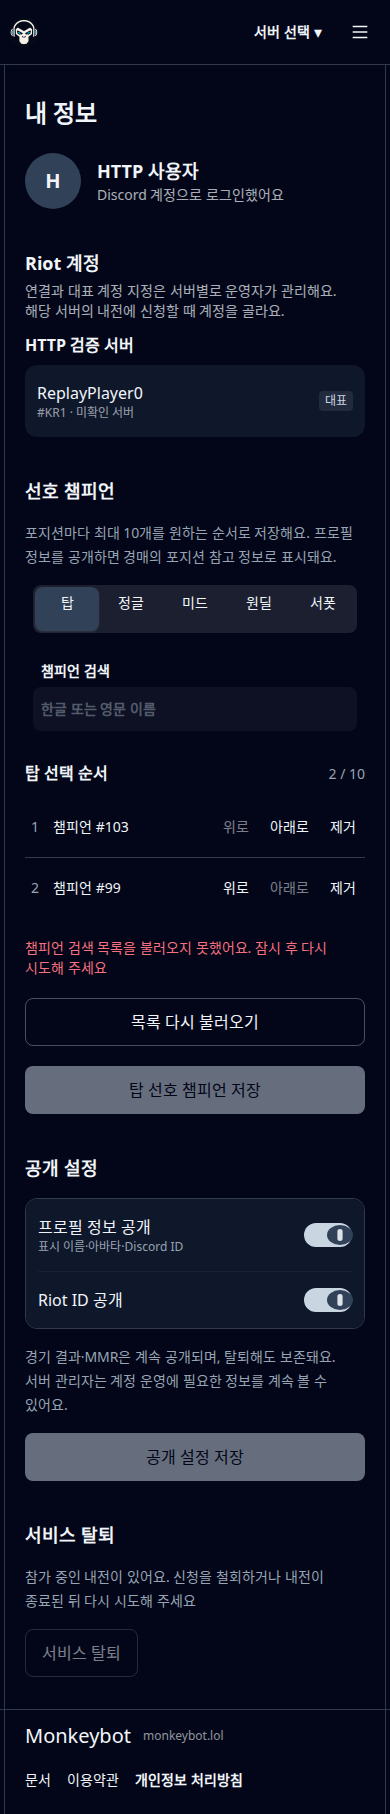 서버 선택 ▾
내 정보
H
HTTP 사용자
Discord 계정으로 로그인했어요
Riot 계정
연결과 대표 계정 지정은 서버별로 운영자가 관리해요.
해당 서버의 내전에 신청할 때 계정을 골라요.
HTTP 검증 서버
ReplayPlayer0
#KR1 · 미확인 서버
대표
선호 챔피언
포지션마다 최대 10개를 원하는 순서로 저장해요. 프로필
정보를 공개하면 경매의 포지션 참고 정보로 표시돼요.
탑 정글 미드 원딜 서폿
챔피언 검색
한글 또는 영문 이름
탑 선택 순서 2 / 10
1 챔피언 #103 위로 아래로 제거
2 챔피언 #99 위로 아래로 제거
챔피언 검색 목록을 불러오지 못했어요. 잠시 후 다시
시도해 주세요
목록 다시 불러오기
탑 선호 챔피언 저장
공개 설정
프로필 정보 공개
표시 이름·아바타·Discord ID
Riot ID 공개
경기 결과·MMR은 계속 공개되며, 탈퇴해도 보존돼요.
서버 관리자는 계정 운영에 필요한 정보를 계속 볼 수
있어요.
공개 설정 저장
서비스 탈퇴
참가 중인 내전이 있어요. 신청을 철회하거나 내전이
종료된 뒤 다시 시도해 주세요
서비스 탈퇴
Monkeybot monkeybot.lol
문서 이용약관 개인정보 처리방침